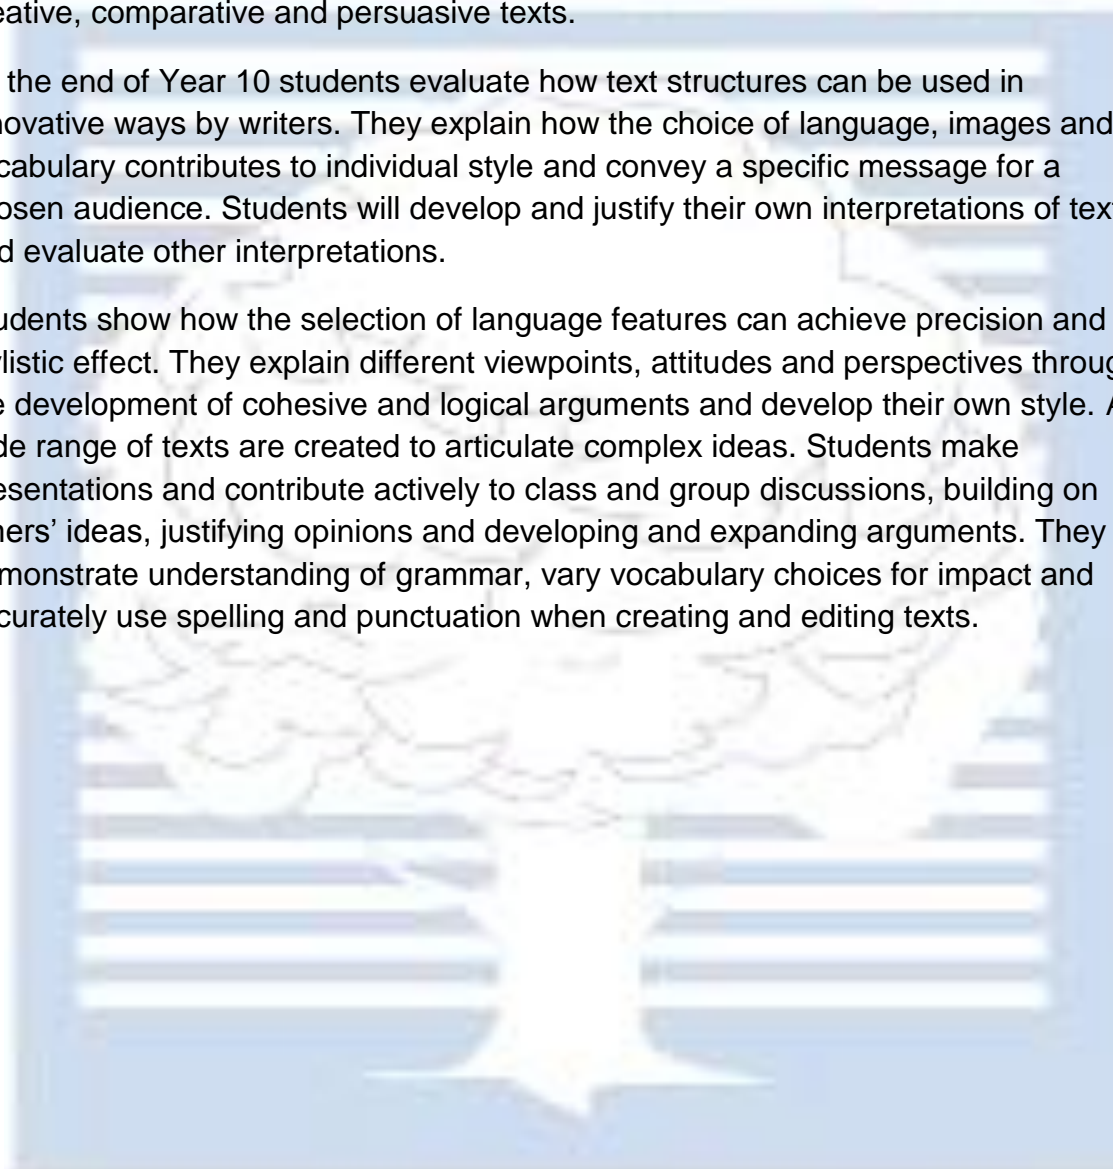 eative, comparative and persuasive texts.
the end of Year 10 students evaluate how text structures can be used in
novative ways by writers. They explain how the choice of language, images and
cabulary contributes to individual style and convey a specific message for a
osen audience. Students will develop and justify their own interpretations of text
d evaluate other interpretations.
udents show how the selection of language features can achieve precision and
listic effect. They explain different viewpoints, attitudes and perspectives throug
e development of cohesive and logical arguments and develop their own style. A
de range of texts are created to articulate complex ideas. Students make
esentations and contribute actively to class and group discussions, building on
ners’ ideas, justifying opinions and developing and expanding arguments. They
monstrate understanding of grammar, vary vocabulary choices for impact and
curately use spelling and punctuation when creating and editing texts.